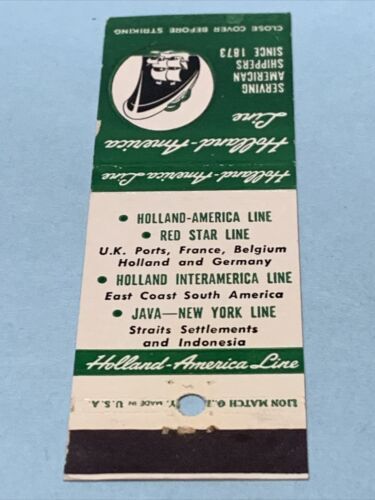 CLOSE COVER BEFORE STRIKING
SERVING
AMERICAN
SHIPPERS
SINCE 1873
Holland-America
Line
Holland-America Line
• HOLLAND-AMERICA LINE
• RED STAR LINE
U.K. Ports, France, Belgium
Holland and Germany
• HOLLAND INTERAMERICA LINE
East Coast South America
• JAVA—NEW YORK LINE
Straits Settlements
and Indonesia
Holland-America Line
LION MATCH MADE IN U.S.A